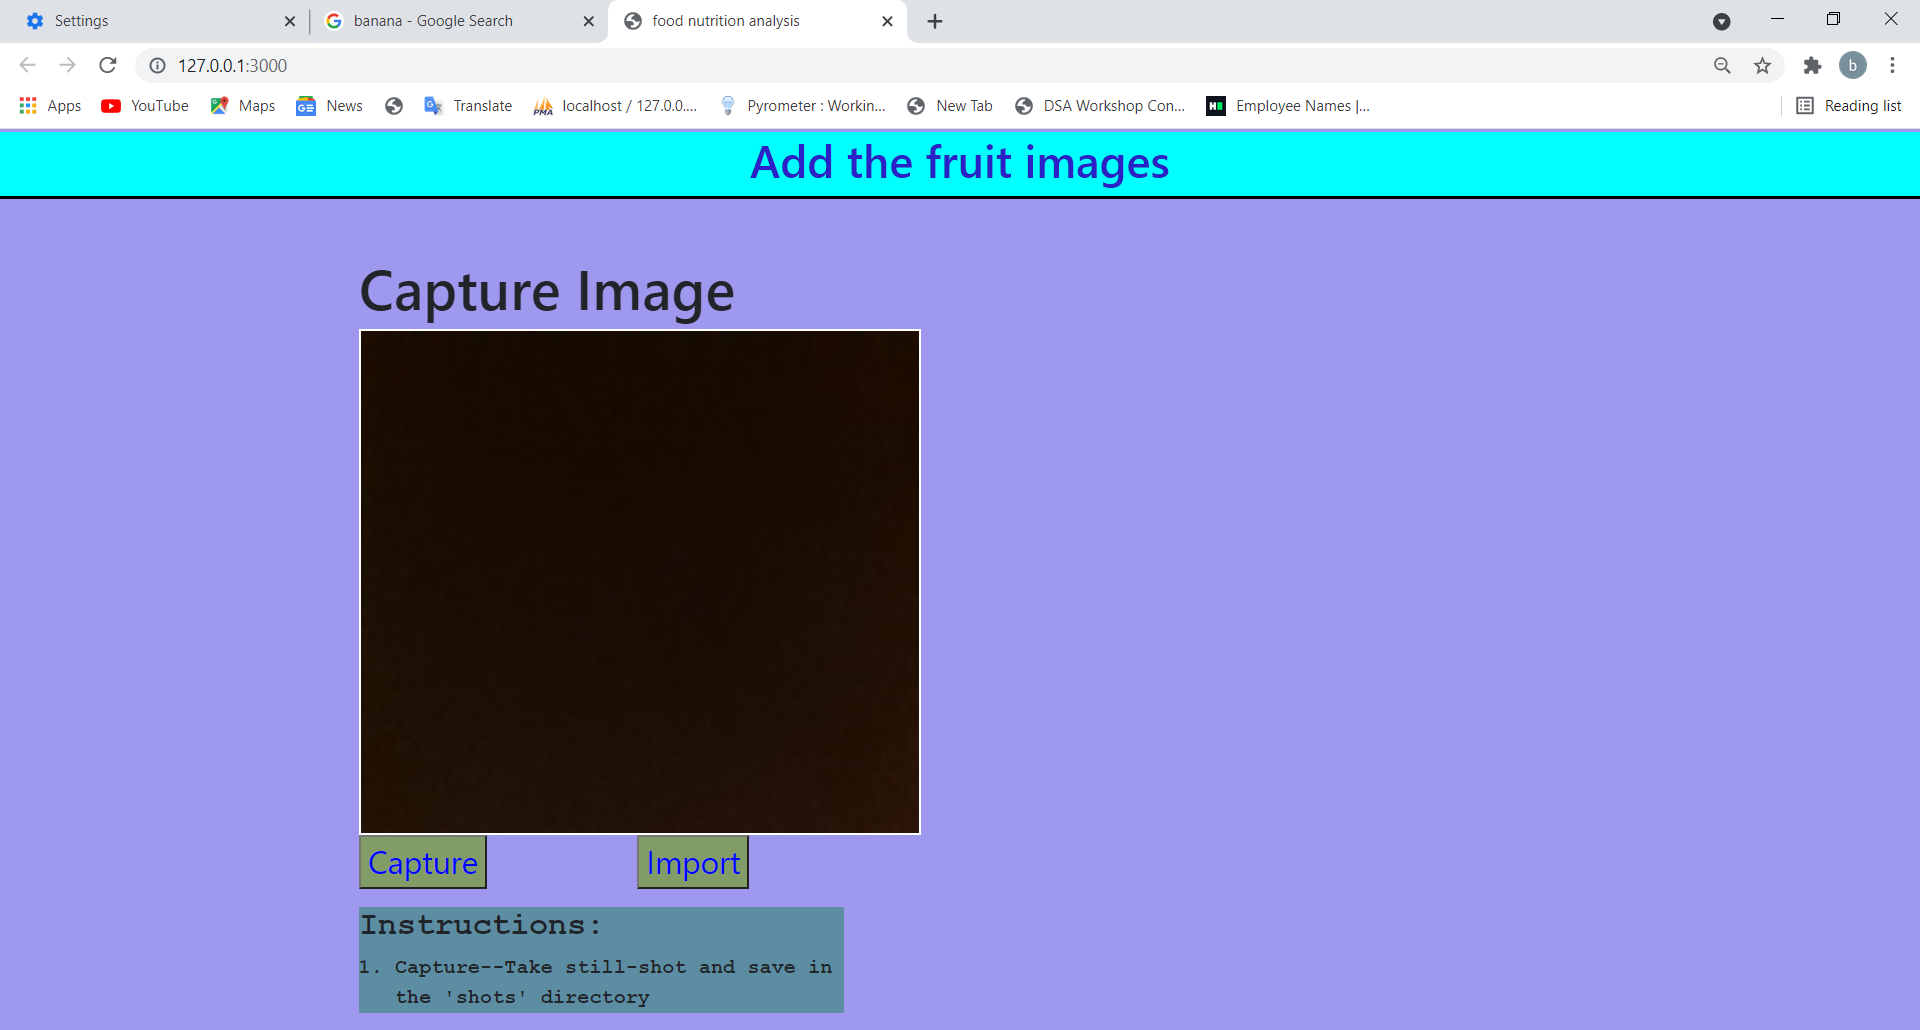 Settings
banana - Google Search
food nutrition analysis
127.0.0.1:3000
b
Apps
YouTube
Maps
News
Translate
localhost / 127.0.0....
Pyrometer : Workin...
New Tab
DSA Workshop Con...
Employee Names |...
Reading list
Add the fruit images
Capture Image
Capture
Import
Instructions:
1. Capture--Take still-shot and save in
the 'shots' directory